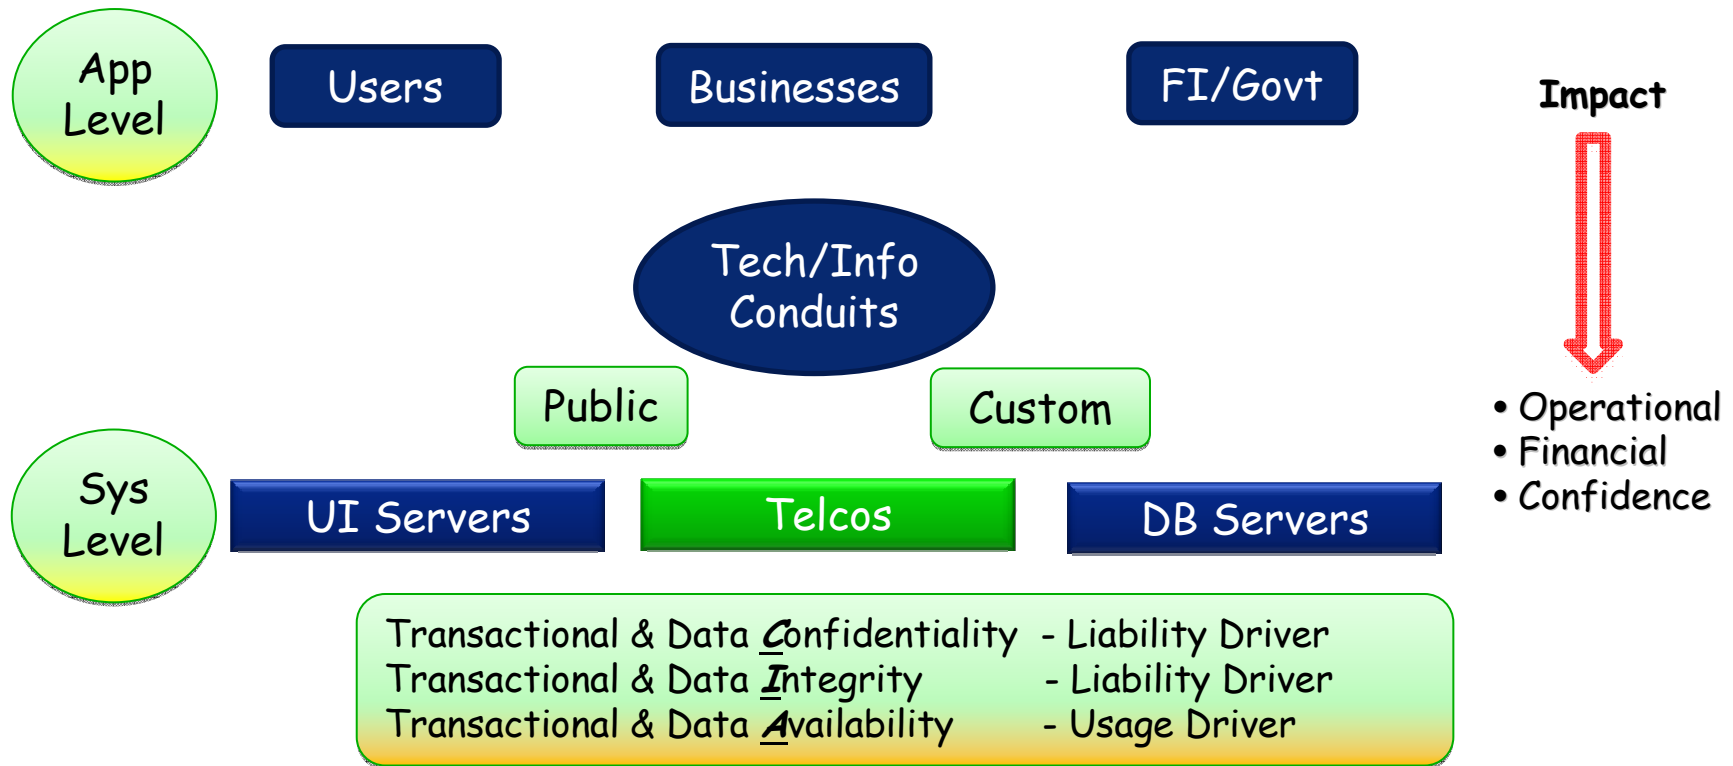 App
Level
Users
Businesses
FI/Govt
Impact
Tech/Info
Conduits
Public
Custom
• Operational
• Financial
• Confidence
Sys
Level
UI Servers
Telcos
DB Servers
Transactional & Data Confidentiality - Liability Driver
Transactional & Data Integrity - Liability Driver
Transactional & Data Availability - Usage Driver